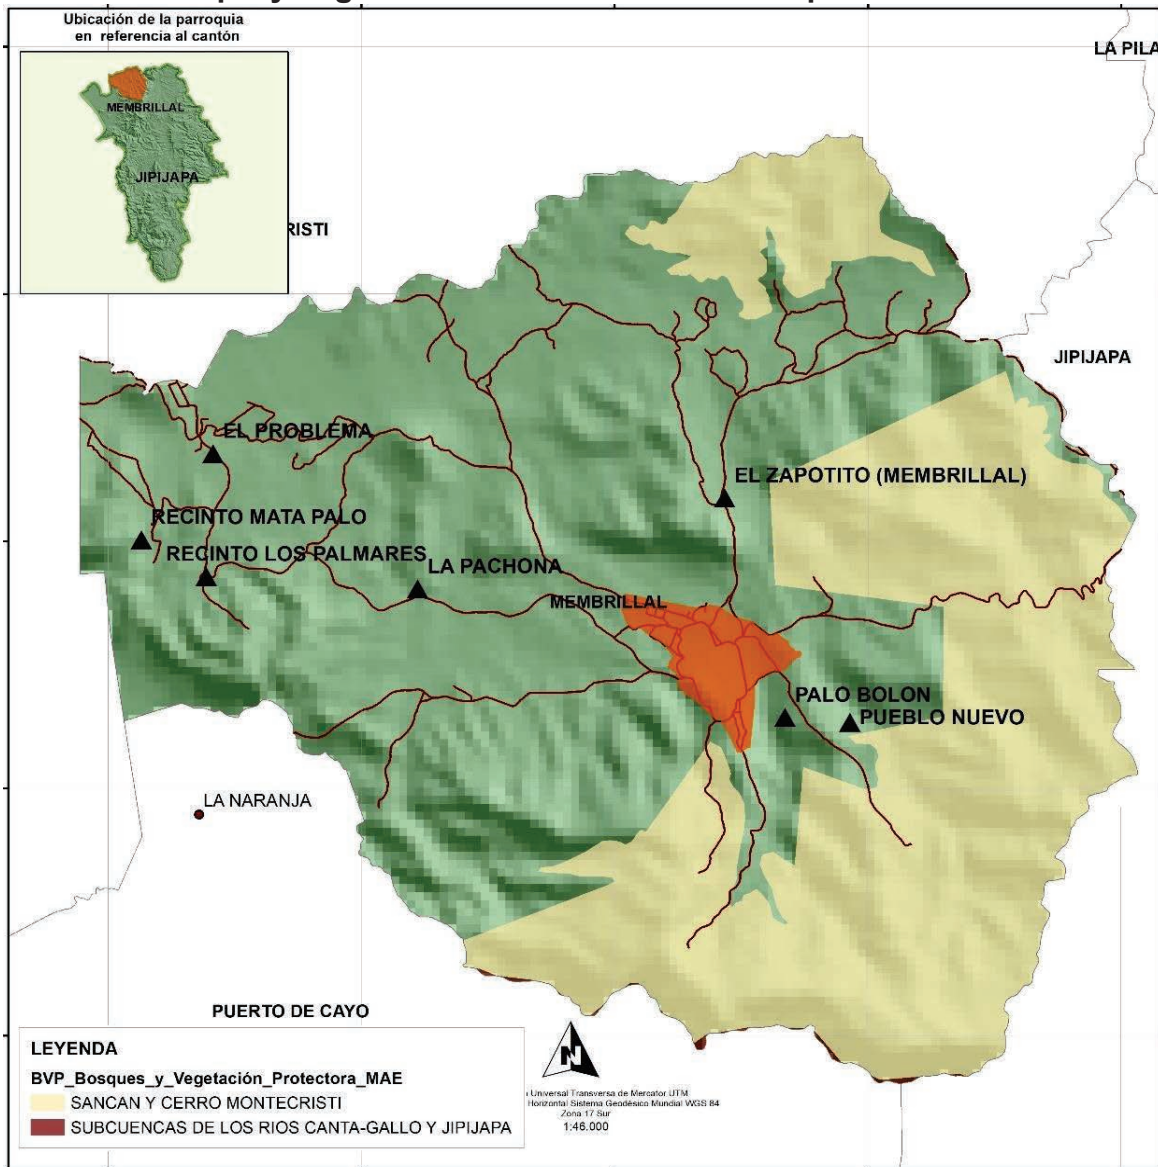 Ubicación de la parroquia
en referencia al cantón
MEMBRILLAL
JIPIJAPA
LA PILA
RISTI
JIPIJAPA
EL PROBLEMA
EL ZAPOTITO (MEMBRILLAL)
RECINTO MATA PALO
RECINTO LOS PALMARES
LA PACHONA
MEMBRILLAL
PALO BOLON
PUEBLO NUEVO
LA NARANJA
PUERTO DE CAYO
LEYENDA
BVP_Bosques_y_Vegetación_Protectora_MAE
SANCAN Y CERRO MONTECRISTI
SUBCUENCAS DE LOS RIOS CANTA-GALLO Y JIPIJAPA
N
Universal Transversa de Mercator UTM
Horizontal Sistema Geodésico Mundial WGS 84
Zona 17 Sur
1:46.000